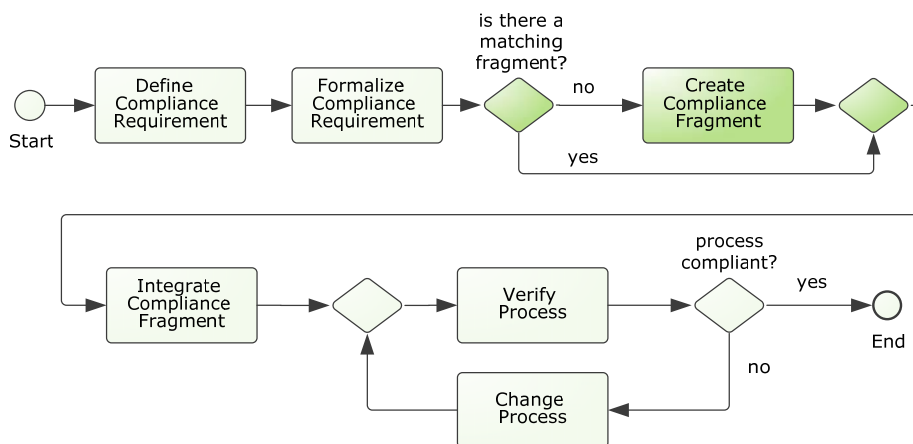 is there a
matching
fragment?
Start
Define
Compliance
Requirement
Formalize
Compliance
Requirement
no
yes
Create
Compliance
Fragment
Integrate
Compliance
Fragment
Verify
Process
process
compliant?
yes
End
no
Change
Process